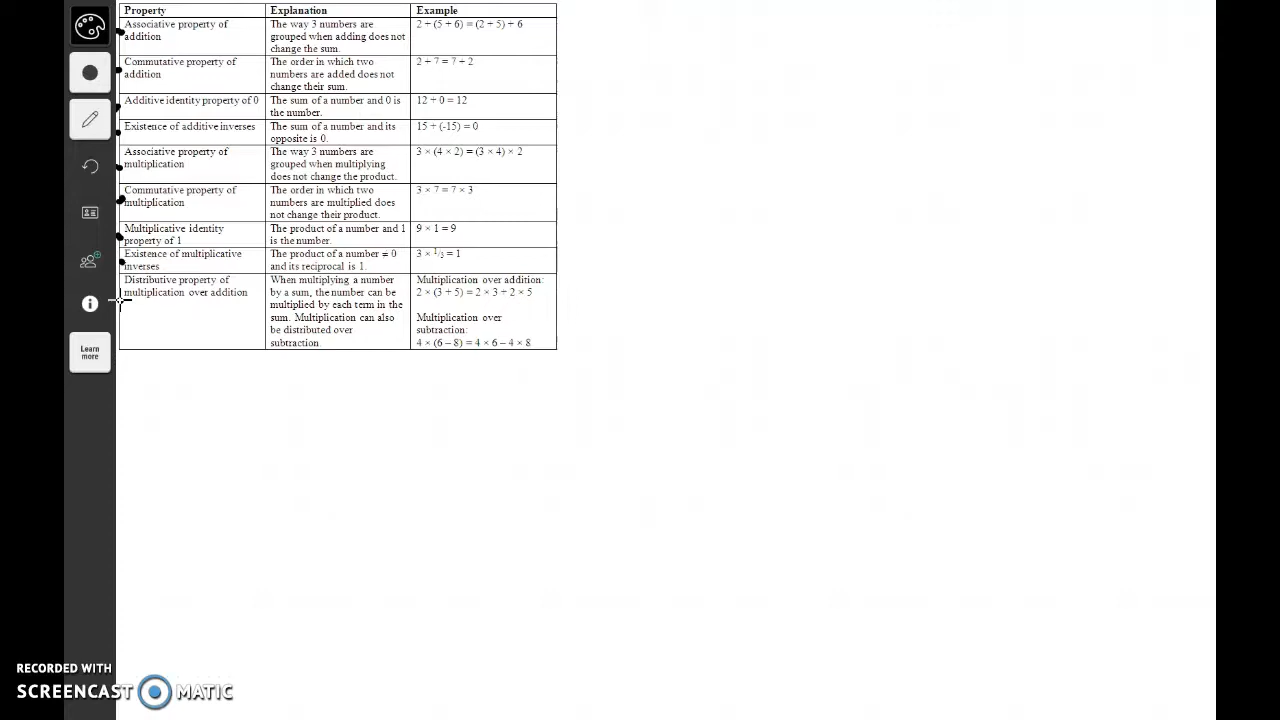 Property Explanation Example
Associative property of addition The way 3 numbers are grouped when adding does not change the sum. 2 + (5 + 6) = (2 + 5) + 6
Commutative property of addition The order in which two numbers are added does not change their sum. 2 + 7 = 7 + 2
Additive identity property of 0 The sum of a number and 0 is the number. 12 + 0 = 12
Existence of additive inverses The sum of a number and its opposite is 0. 15 + (-15) = 0
Associative property of multiplication The way 3 numbers are grouped when multiplying does not change the product. 3 × (4 × 2) = (3 × 4) × 2
Commutative property of multiplication The order in which two numbers are multiplied does not change their product. 3 × 7 = 7 × 3
Multiplicative identity property of 1 The product of a number and 1 is the number. 9 × 1 = 9
Existence of multiplicative inverses The product of a number ≠ 0 and its reciprocal is 1. 3 × 1/3 = 1
Distributive property of multiplication over addition When multiplying a number by a sum, the number can be multiplied by each term in the sum. Multiplication can also be distributed over subtraction. Multiplication over addition: 2 × (3 + 5) = 2 × 3 + 2 × 5 Multiplication over subtraction: 4 × (6 – 8) = 4 × 6 – 4 × 8
Learn
more
RECORDED WITH
SCREENCAST MATIC